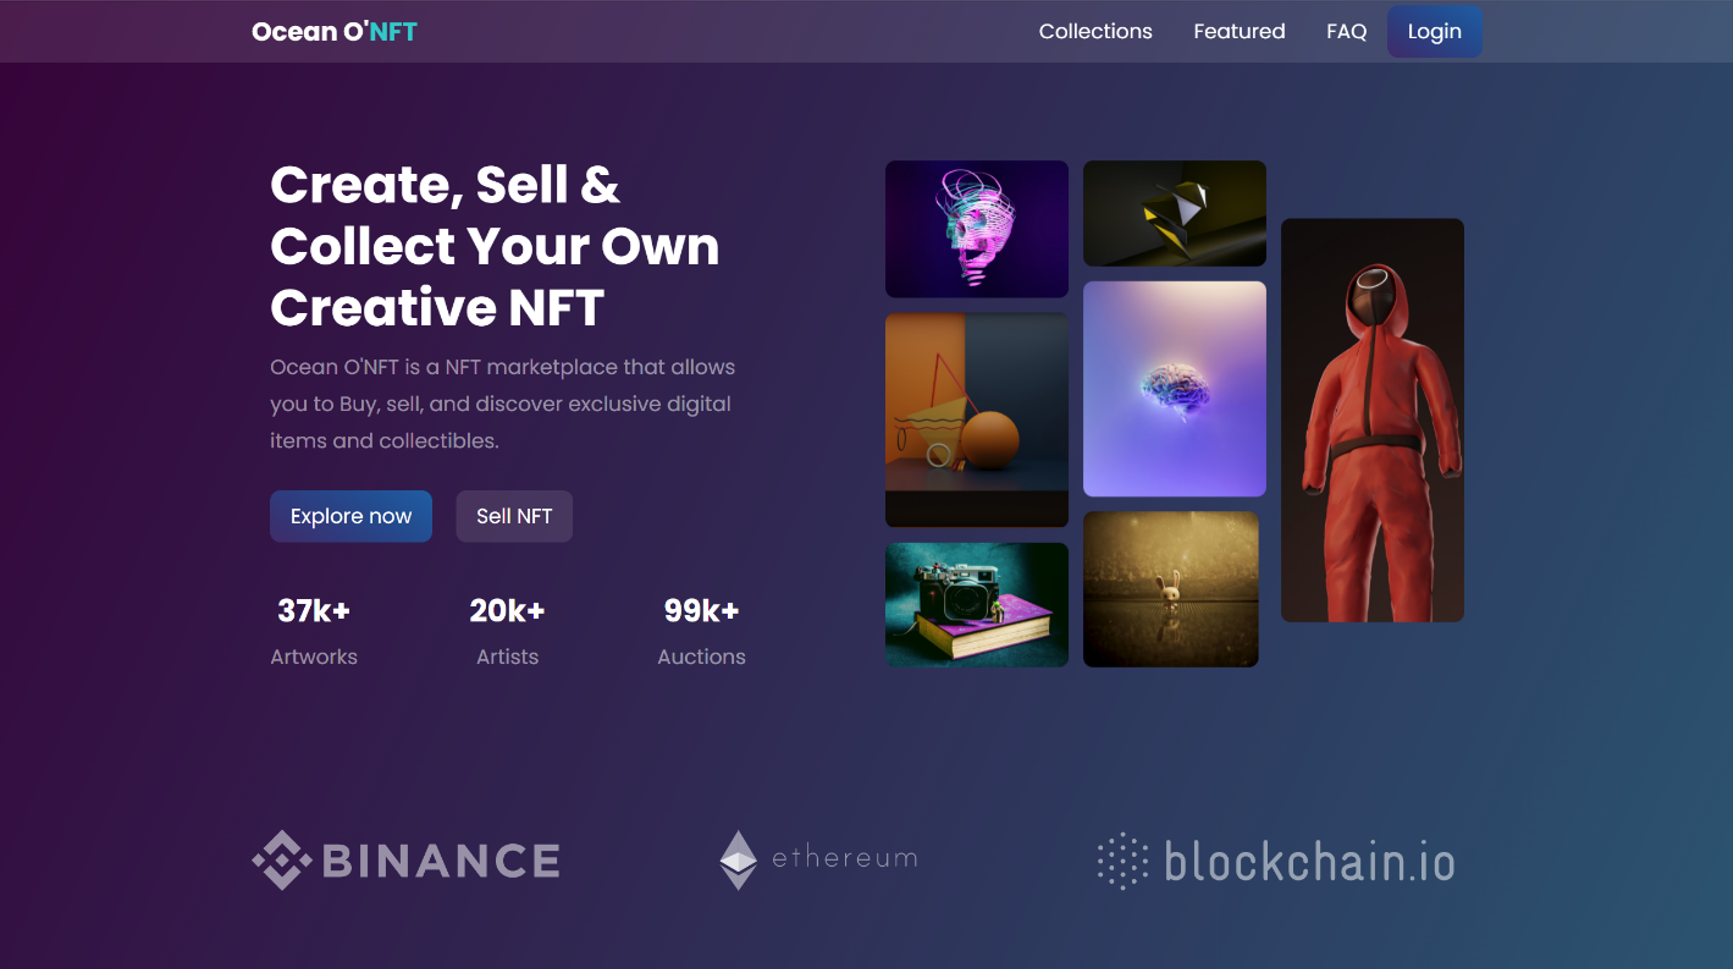 Ocean O'NFT
Collections
Featured
FAQ
Login
Create, Sell &
Collect Your Own
Creative NFT
Ocean O'NFT is a NFT marketplace that allows
you to Buy, sell, and discover exclusive digital
items and collectibles.
Explore now
Sell NFT
37k+
Artworks
20k+
Artists
99k+
Auctions
BINANCE
ethereum
blockchain.io